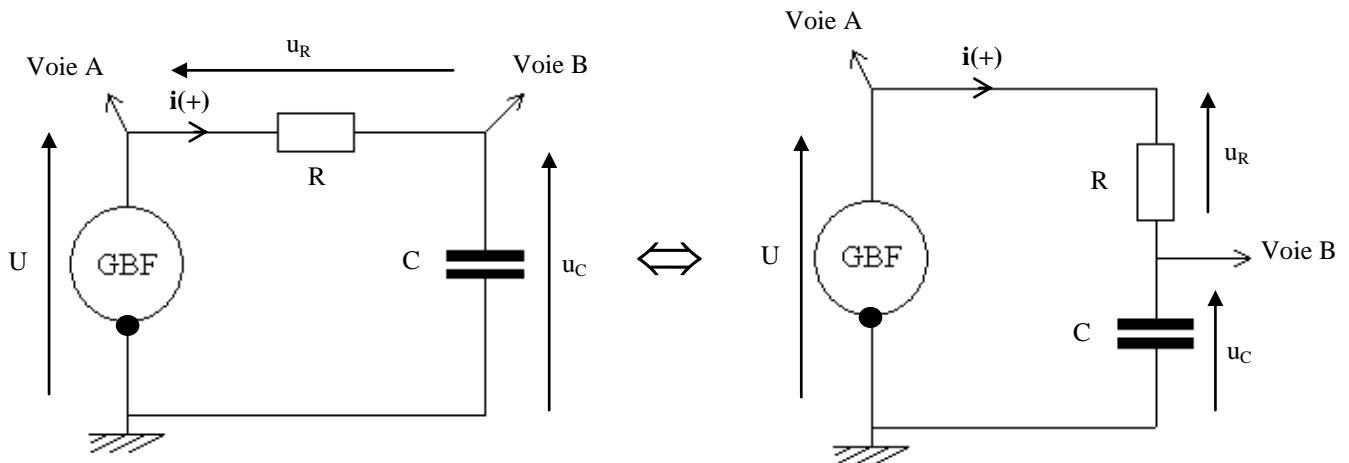 u_R
Voie A
Voie B
i(+)
R
U
GBF
C
u_C
Voie A
i(+)
u_R
R
U
GBF
Voie B
C
u_C